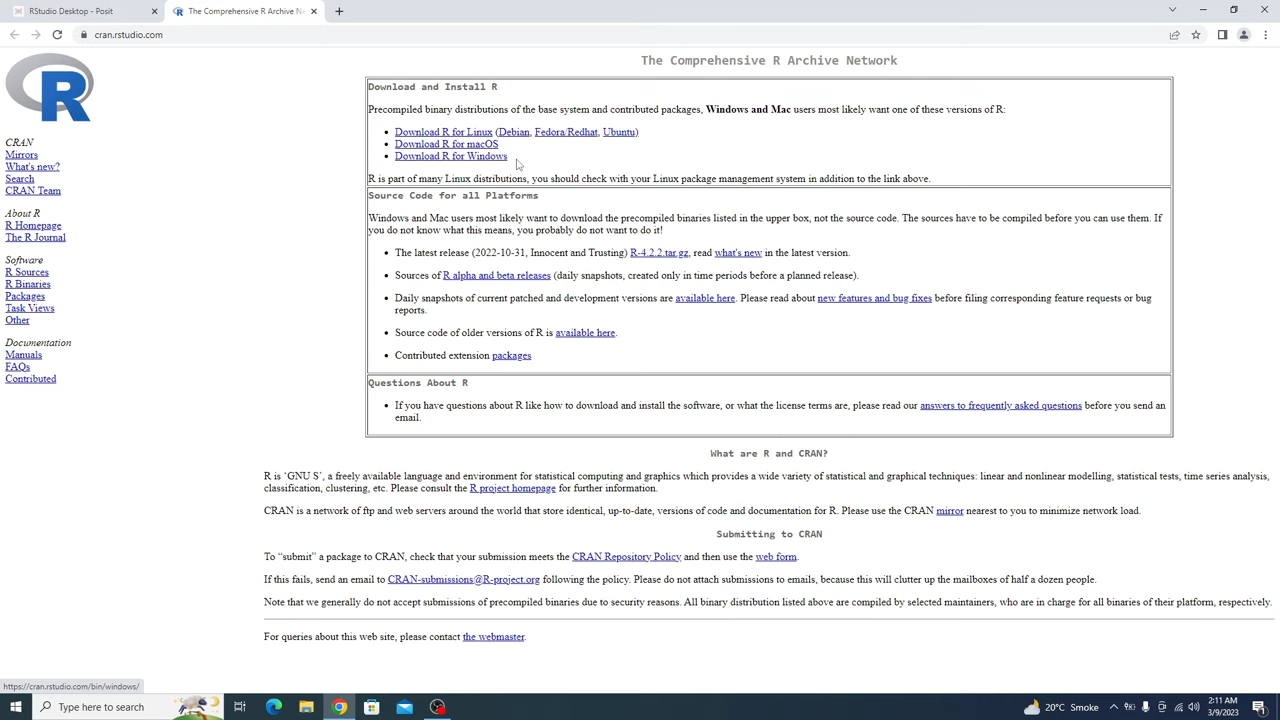 RStudio Desktop - Posit
The Comprehensive R Archive Ne
cran.rstudio.com
R
The Comprehensive R Archive Network
CRAN
Mirrors
What's new?
Search
CRAN Team
About R
R Homepage
The R Journal
Software
R Sources
R Binaries
Packages
Task Views
Other
Documentation
Manuals
FAQs
Contributed
Download and Install R
Precompiled binary distributions of the base system and contributed packages, Windows and Mac users most likely want one of these versions of R:
Download R for Linux (Debian, Fedora/Redhat, Ubuntu)
Download R for macOS
Download R for Windows
R is part of many Linux distributions, you should check with your Linux package management system in addition to the link above.
Source Code for all Platforms
Windows and Mac users most likely want to download the precompiled binaries listed in the upper box, not the source code. The sources have to be compiled before you can use them. If
you do not know what this means, you probably do not want to do it!
The latest release (2022-10-31, Innocent and Trusting) R-4.2.2.tar.gz, read what's new in the latest version.
Sources of R alpha and beta releases (daily snapshots, created only in time periods before a planned release).
Daily snapshots of current patched and development versions are available here. Please read about new features and bug fixes before filing corresponding feature requests or bug
reports.
Source code of older versions of R is available here.
Contributed extension packages
Questions About R
If you have questions about R like how to download and install the software, or what the license terms are, please read our answers to frequently asked questions before you send an
email.
What are R and CRAN?
R is ‘GNU S’, a freely available language and environment for statistical computing and graphics which provides a wide variety of statistical and graphical techniques: linear and nonlinear modelling, statistical tests, time series analysis,
classification, clustering, etc. Please consult the R project homepage for further information.
CRAN is a network of ftp and web servers around the world that store identical, up-to-date, versions of code and documentation for R. Please use the CRAN mirror nearest to you to minimize network load.
Submitting to CRAN
To “submit” a package to CRAN, check that your submission meets the CRAN Repository Policy and then use the web form.
If this fails, send an email to CRAN-submissions@R-project.org following the policy. Please do not attach submissions to emails, because this will clutter up the mailboxes of half a dozen people.
Note that we generally do not accept submissions of precompiled binaries due to security reasons. All binary distribution listed above are compiled by selected maintainers, who are in charge for all binaries of their platform, respectively.
For queries about this web site, please contact the webmaster.
https://cran.rstudio.com/bin/windows/
Type here to search
20°C Smoke
2:11 AM
3/9/2023